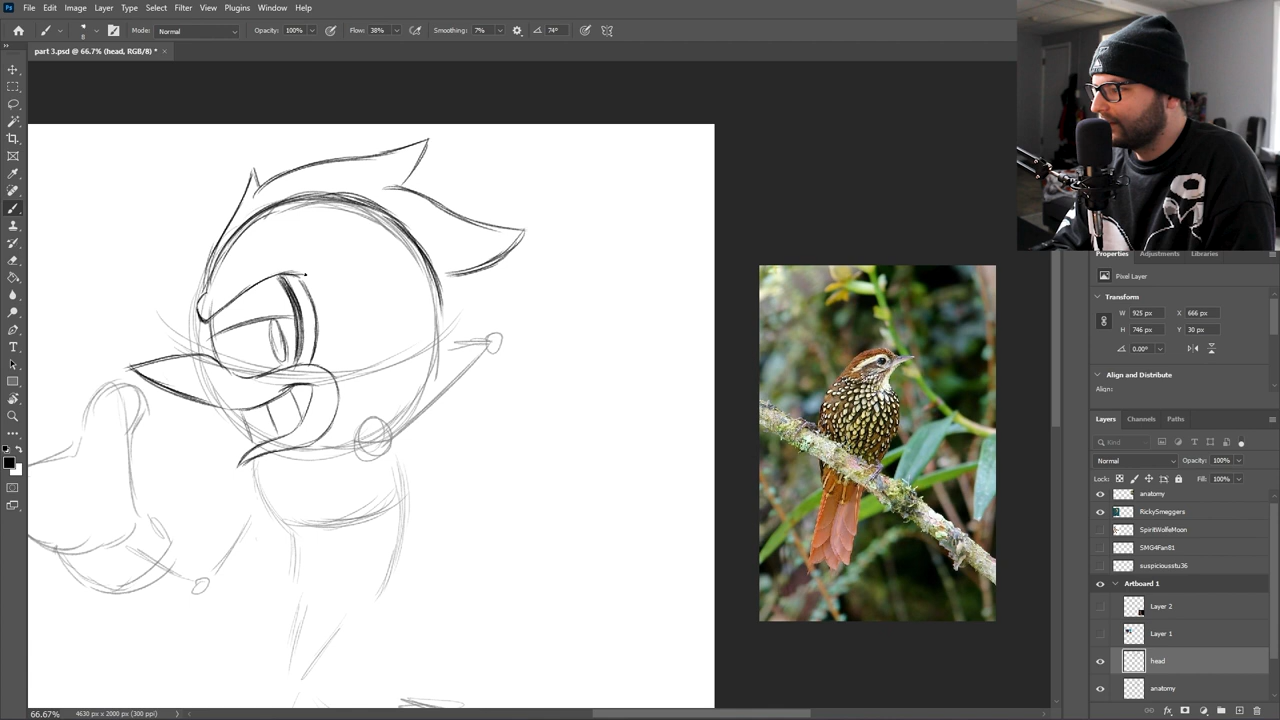 Ps File Edit Image Layer Type Select Filter View Plugins Window Help
8 Mode: Normal Opacity: 100% Flow: 38% Smoothing: 7% 74°
part 3.psd @ 66.7% (head, RGB/8) * ×
Properties Adjustments Libraries
Pixel Layer
Transform
W 925 px X 666 px
H 746 px Y 30 px
0.00°
Align and Distribute
Align:
Layers Channels Paths
Kind
Normal Opacity: 100%
Lock: Fill: 100%
anatomy
RickySmeggers
SpiritWolfeMoon
SMG4Fan81
suspiciousstu36
Artboard 1
Layer 2
Layer 1
head
anatomy
66.67% 4630 px x 2000 px (300 ppi)